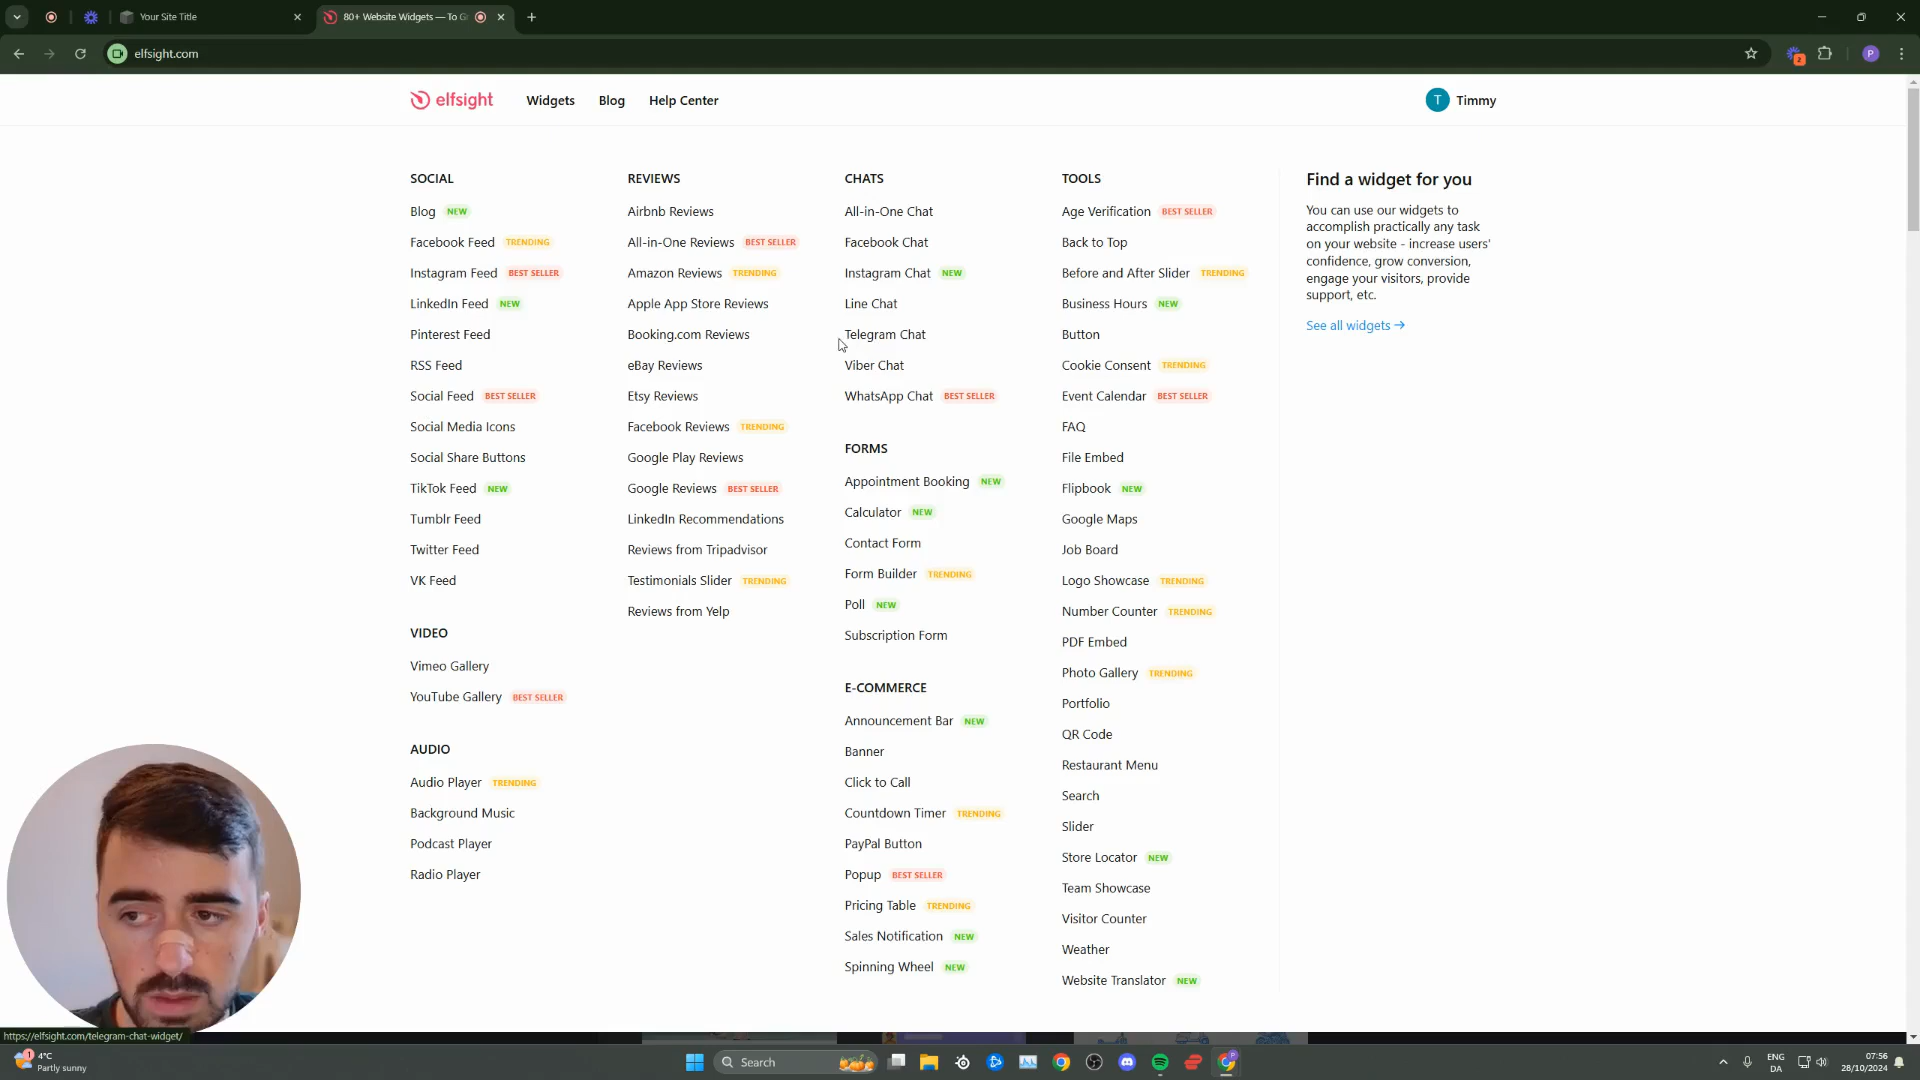 Your Site Title
80+ Website Widgets — To G
elfsight.com
P
2
elfsight
Widgets
Blog
Help Center
T
Timmy
SOCIAL
Blog NEW
Facebook Feed TRENDING
Instagram Feed BEST SELLER
LinkedIn Feed NEW
Pinterest Feed
RSS Feed
Social Feed BEST SELLER
Social Media Icons
Social Share Buttons
TikTok Feed NEW
Tumblr Feed
Twitter Feed
VK Feed
VIDEO
Vimeo Gallery
YouTube Gallery BEST SELLER
AUDIO
Audio Player TRENDING
Background Music
Podcast Player
Radio Player
REVIEWS
Airbnb Reviews
All-in-One Reviews BEST SELLER
Amazon Reviews TRENDING
Apple App Store Reviews
Booking.com Reviews
eBay Reviews
Etsy Reviews
Facebook Reviews TRENDING
Google Play Reviews
Google Reviews BEST SELLER
LinkedIn Recommendations
Reviews from Tripadvisor
Testimonials Slider TRENDING
Reviews from Yelp
CHATS
All-in-One Chat
Facebook Chat
Instagram Chat NEW
Line Chat
Telegram Chat
Viber Chat
WhatsApp Chat BEST SELLER
FORMS
Appointment Booking NEW
Calculator NEW
Contact Form
Form Builder TRENDING
Poll NEW
Subscription Form
E-COMMERCE
Announcement Bar NEW
Banner
Click to Call
Countdown Timer TRENDING
PayPal Button
Popup BEST SELLER
Pricing Table TRENDING
Sales Notification NEW
Spinning Wheel NEW
TOOLS
Age Verification BEST SELLER
Back to Top
Before and After Slider TRENDING
Business Hours NEW
Button
Cookie Consent TRENDING
Event Calendar BEST SELLER
FAQ
File Embed
Flipbook NEW
Google Maps
Job Board
Logo Showcase TRENDING
Number Counter TRENDING
PDF Embed
Photo Gallery TRENDING
Portfolio
QR Code
Restaurant Menu
Search
Slider
Store Locator NEW
Team Showcase
Visitor Counter
Weather
Website Translator NEW
Find a widget for you
You can use our widgets to
accomplish practically any task
on your website - increase users'
confidence, grow conversion,
engage your visitors, provide
support, etc.
See all widgets →
https://elfsight.com/telegram-chat-widget/
1
4°C
Partly sunny
Search
ENG
DA
07:56
28/10/2024